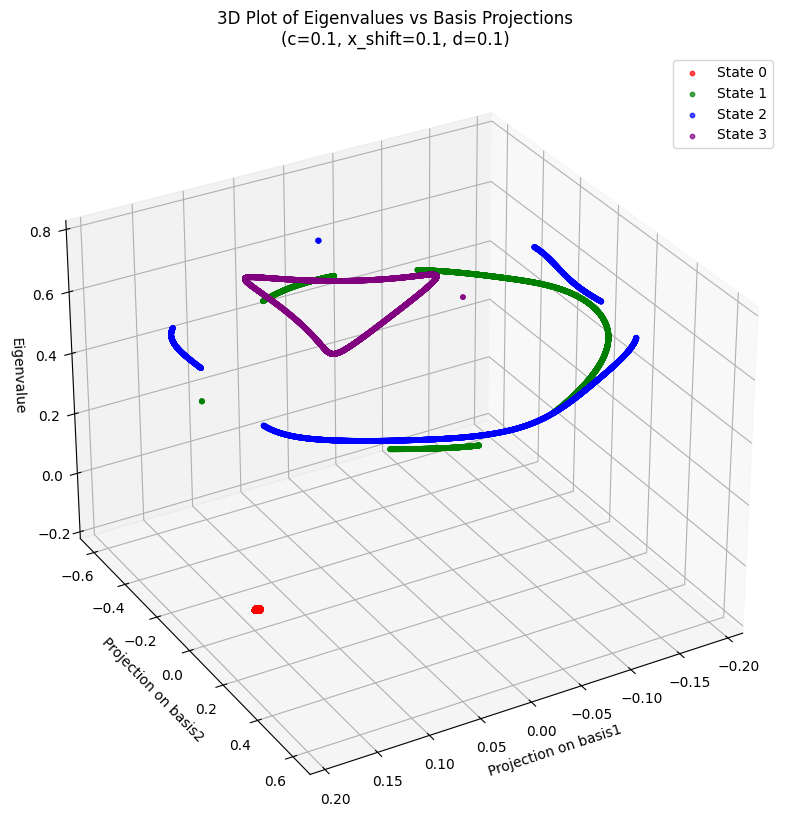 3D Plot of Eigenvalues vs Basis Projections
(c=0.1, x_shift=0.1, d=0.1)
State 0
State 1
State 2
State 3
0.8
0.6
0.4
0.2
0.0
−0.2
Eigenvalue
−0.6
−0.4
−0.2
0.0
0.2
0.4
0.6
Projection on basis2
−0.20
−0.15
−0.10
−0.05
0.00
0.05
0.10
0.15
0.20
Projection on basis1